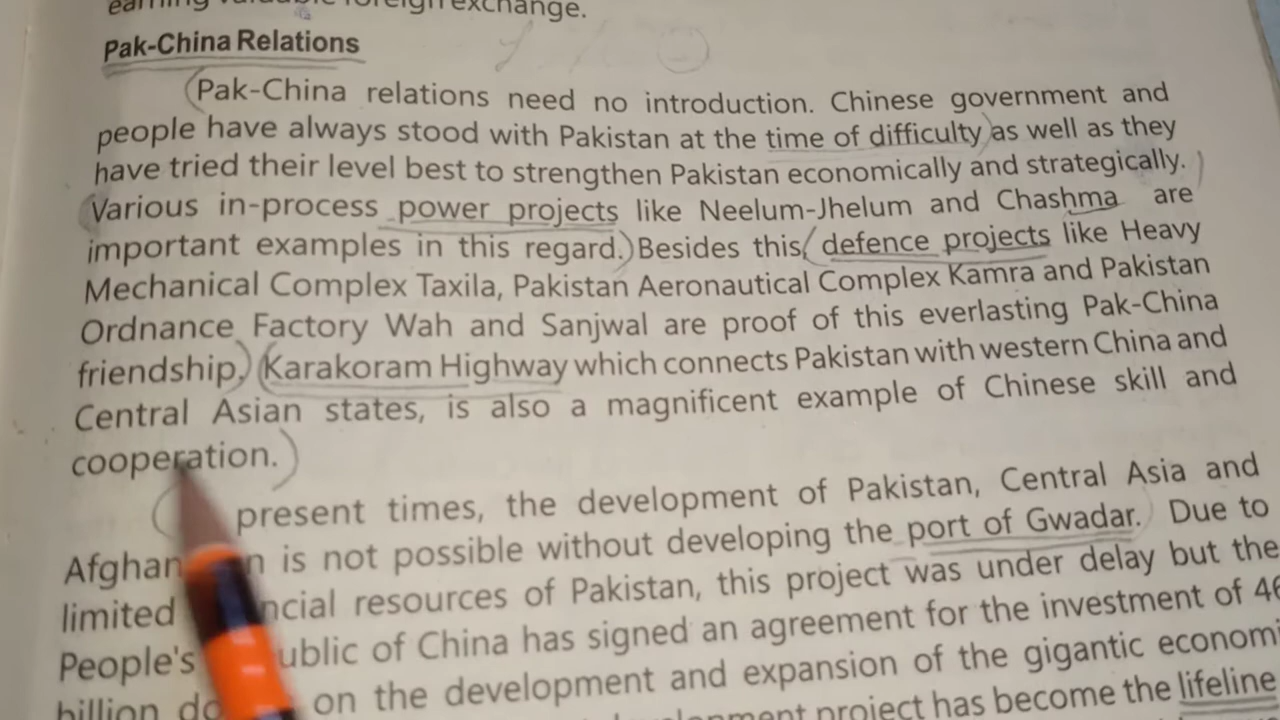 earning valuable foreign exchange.
Pak-China Relations
Pak-China relations need no introduction. Chinese government and
people have always stood with Pakistan at the time of difficulty as well as they
have tried their level best to strengthen Pakistan economically and strategically.
Various in-process power projects like Neelum-Jhelum and Chashma are
important examples in this regard. Besides this, defence projects like Heavy
Mechanical Complex Taxila, Pakistan Aeronautical Complex Kamra and Pakistan
Ordnance Factory Wah and Sanjwal are proof of this everlasting Pak-China
friendship. Karakoram Highway which connects Pakistan with western China and
Central Asian states, is also a magnificent example of Chinese skill and
cooperation.
present times, the development of Pakistan, Central Asia and
is not possible without developing the port of Gwadar. Due to
limited resources of Pakistan, this project was under delay but the
People's of China has signed an agreement for the investment of
billion on the development and expansion of the gigantic
project has become the lifeline